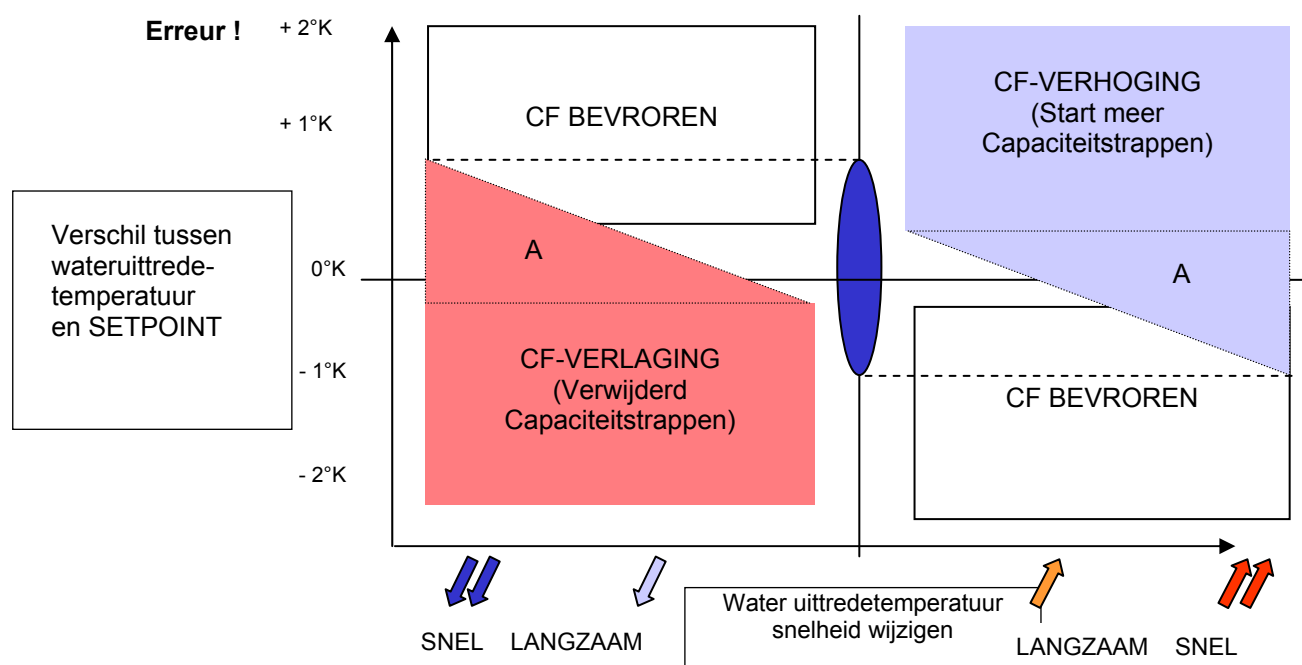 Erreur !
+ 2°K
+ 1°K
0°K
- 1°K
- 2°K
Verschil tussen
wateruittrede-
temperatuur
en SETPOINT
CF BEVROREN
A
CF-VERLAGING
(Verwijderd
Capaciteitstrappen)
CF-VERHOGING
(Start meer
Capaciteitstrappen)
A
CF BEVROREN
SNEL
LANGZAAM
Water uittredetemperatuur
snelheid wijzigen
LANGZAAM
SNEL